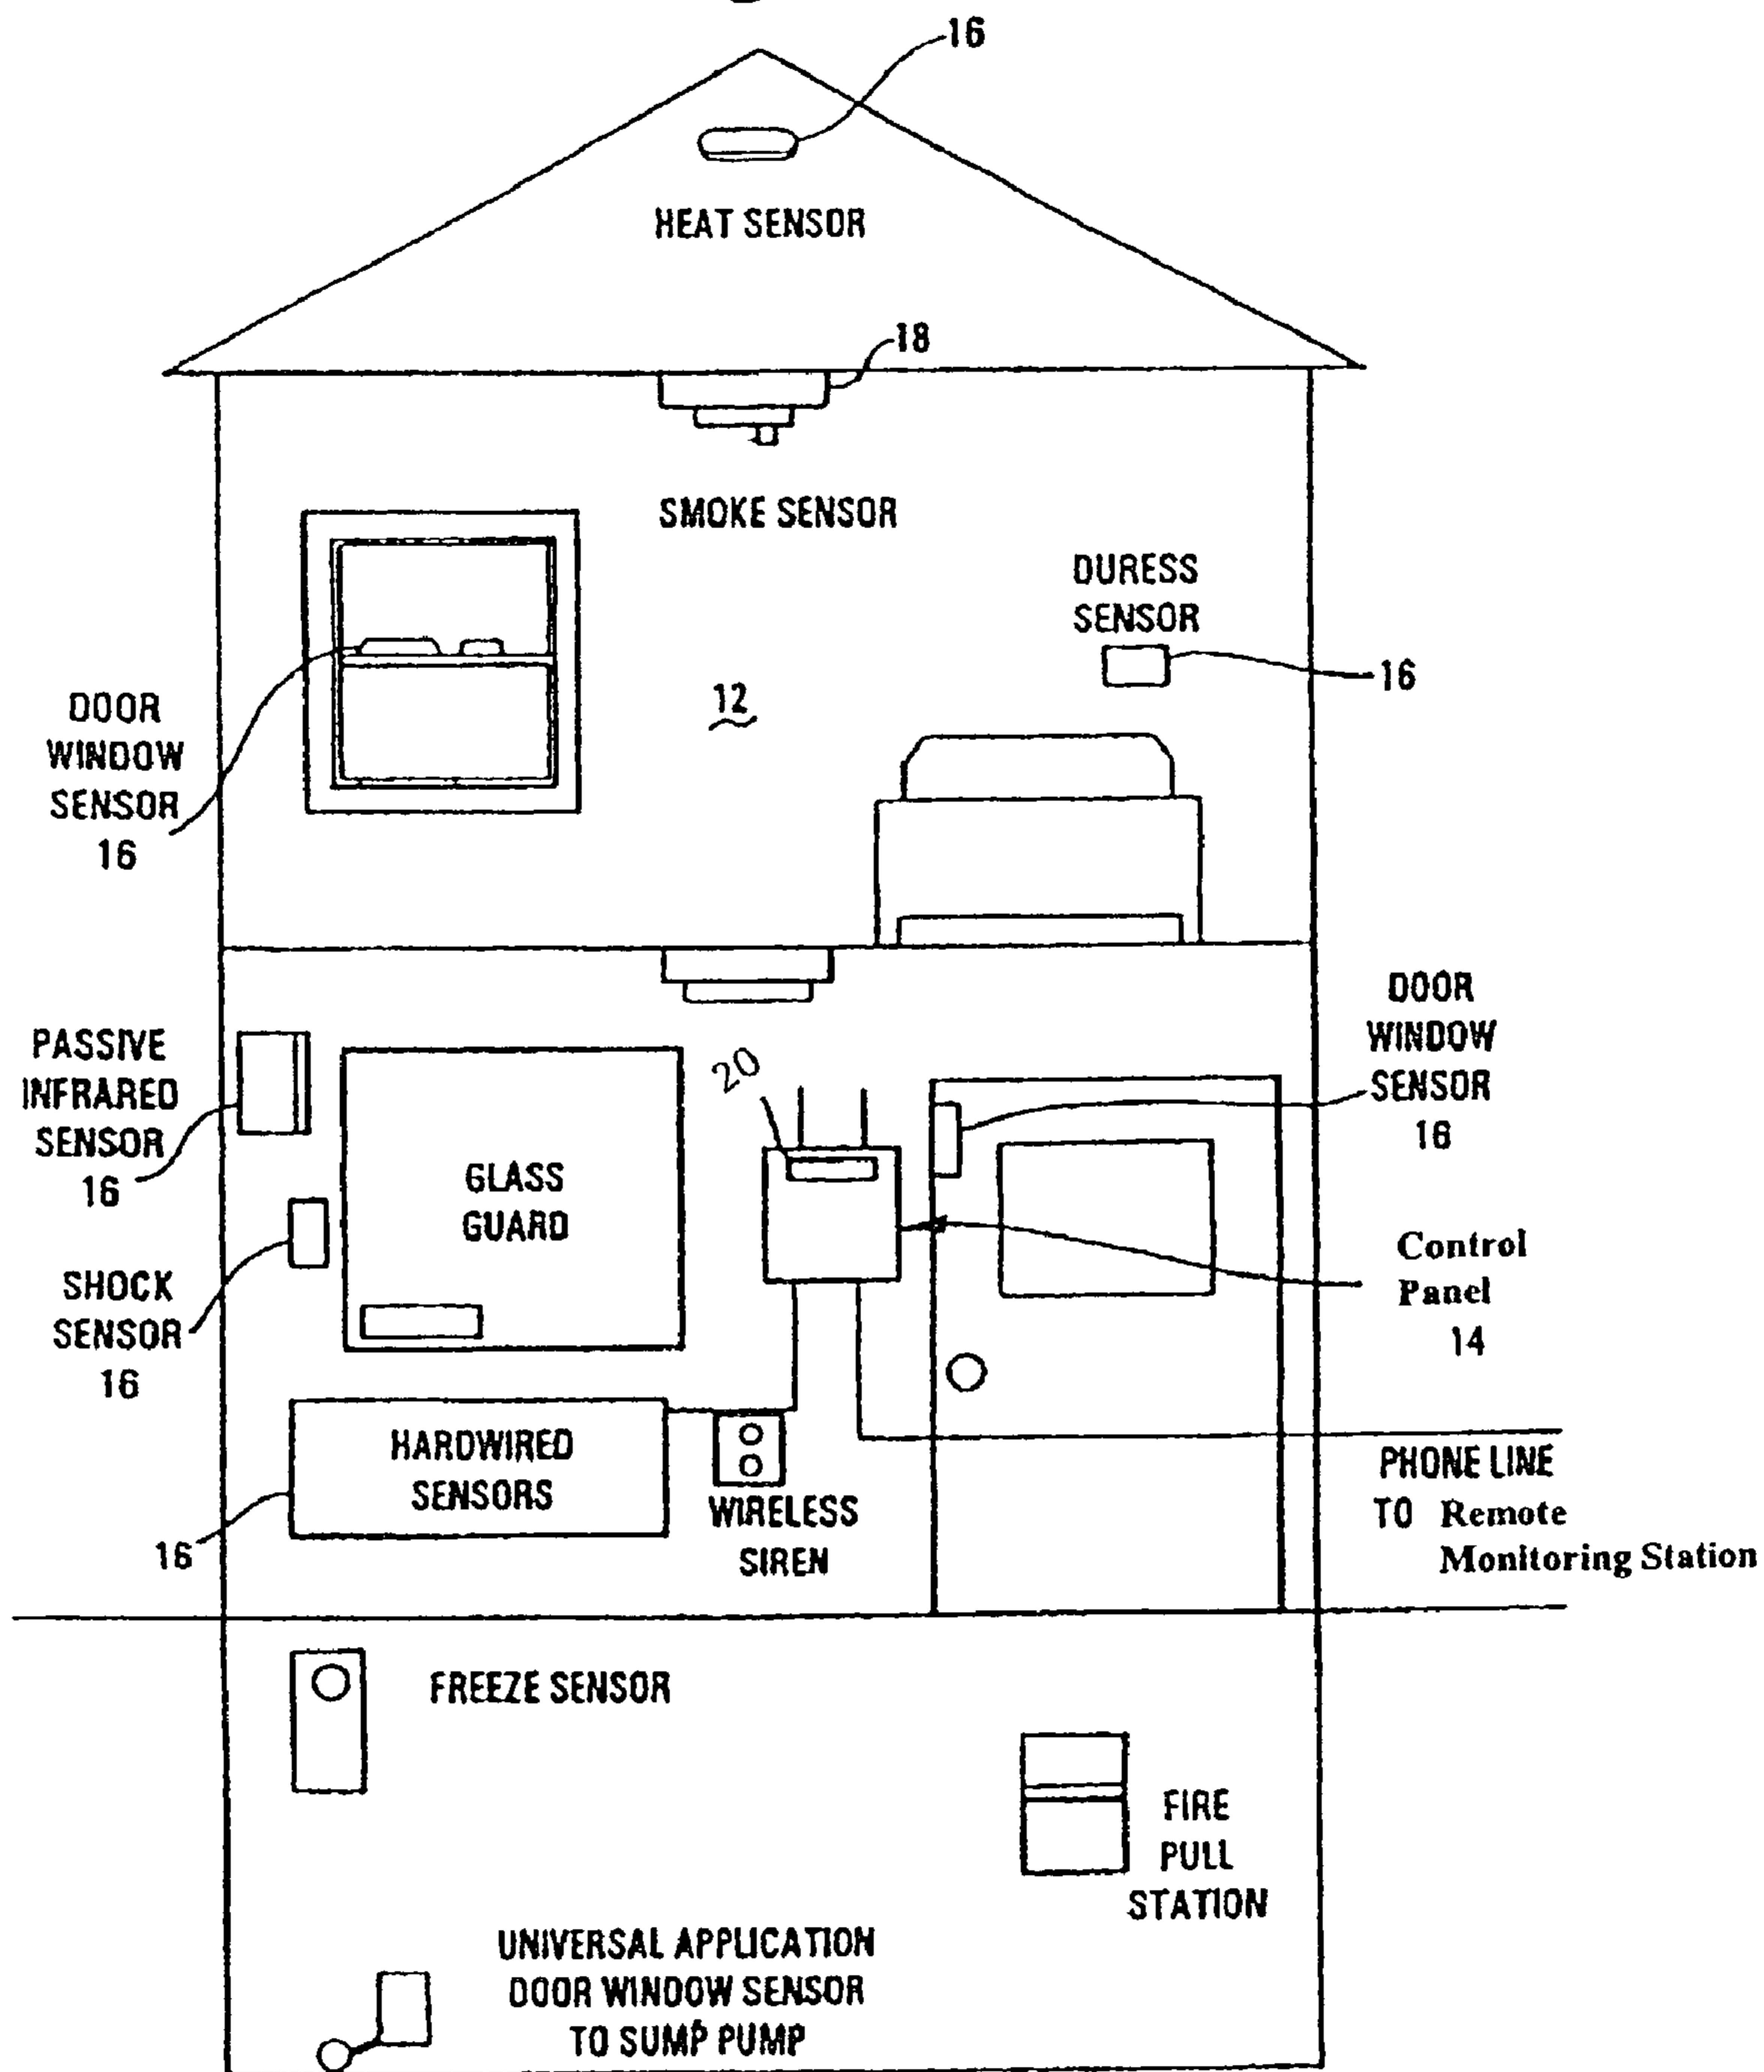 16
HEAT SENSOR
18
SMOKE SENSOR
DURESS
SENSOR
16
12
DOOR
WINDOW
SENSOR
16
DOOR
WINDOW
SENSOR
16
PASSIVE
INFRARED
SENSOR
16
20
GLASS
GUARD
Control
Panel
14
SHOCK
SENSOR
16
HARDWIRED
SENSORS
16
WIRELESS
SIREN
PHONE LINE
TO Remote
Monitoring Station
FREEZE SENSOR
FIRE
PULL
STATION
UNIVERSAL APPLICATION
DOOR WINDOW SENSOR
TO SUMP PUMP